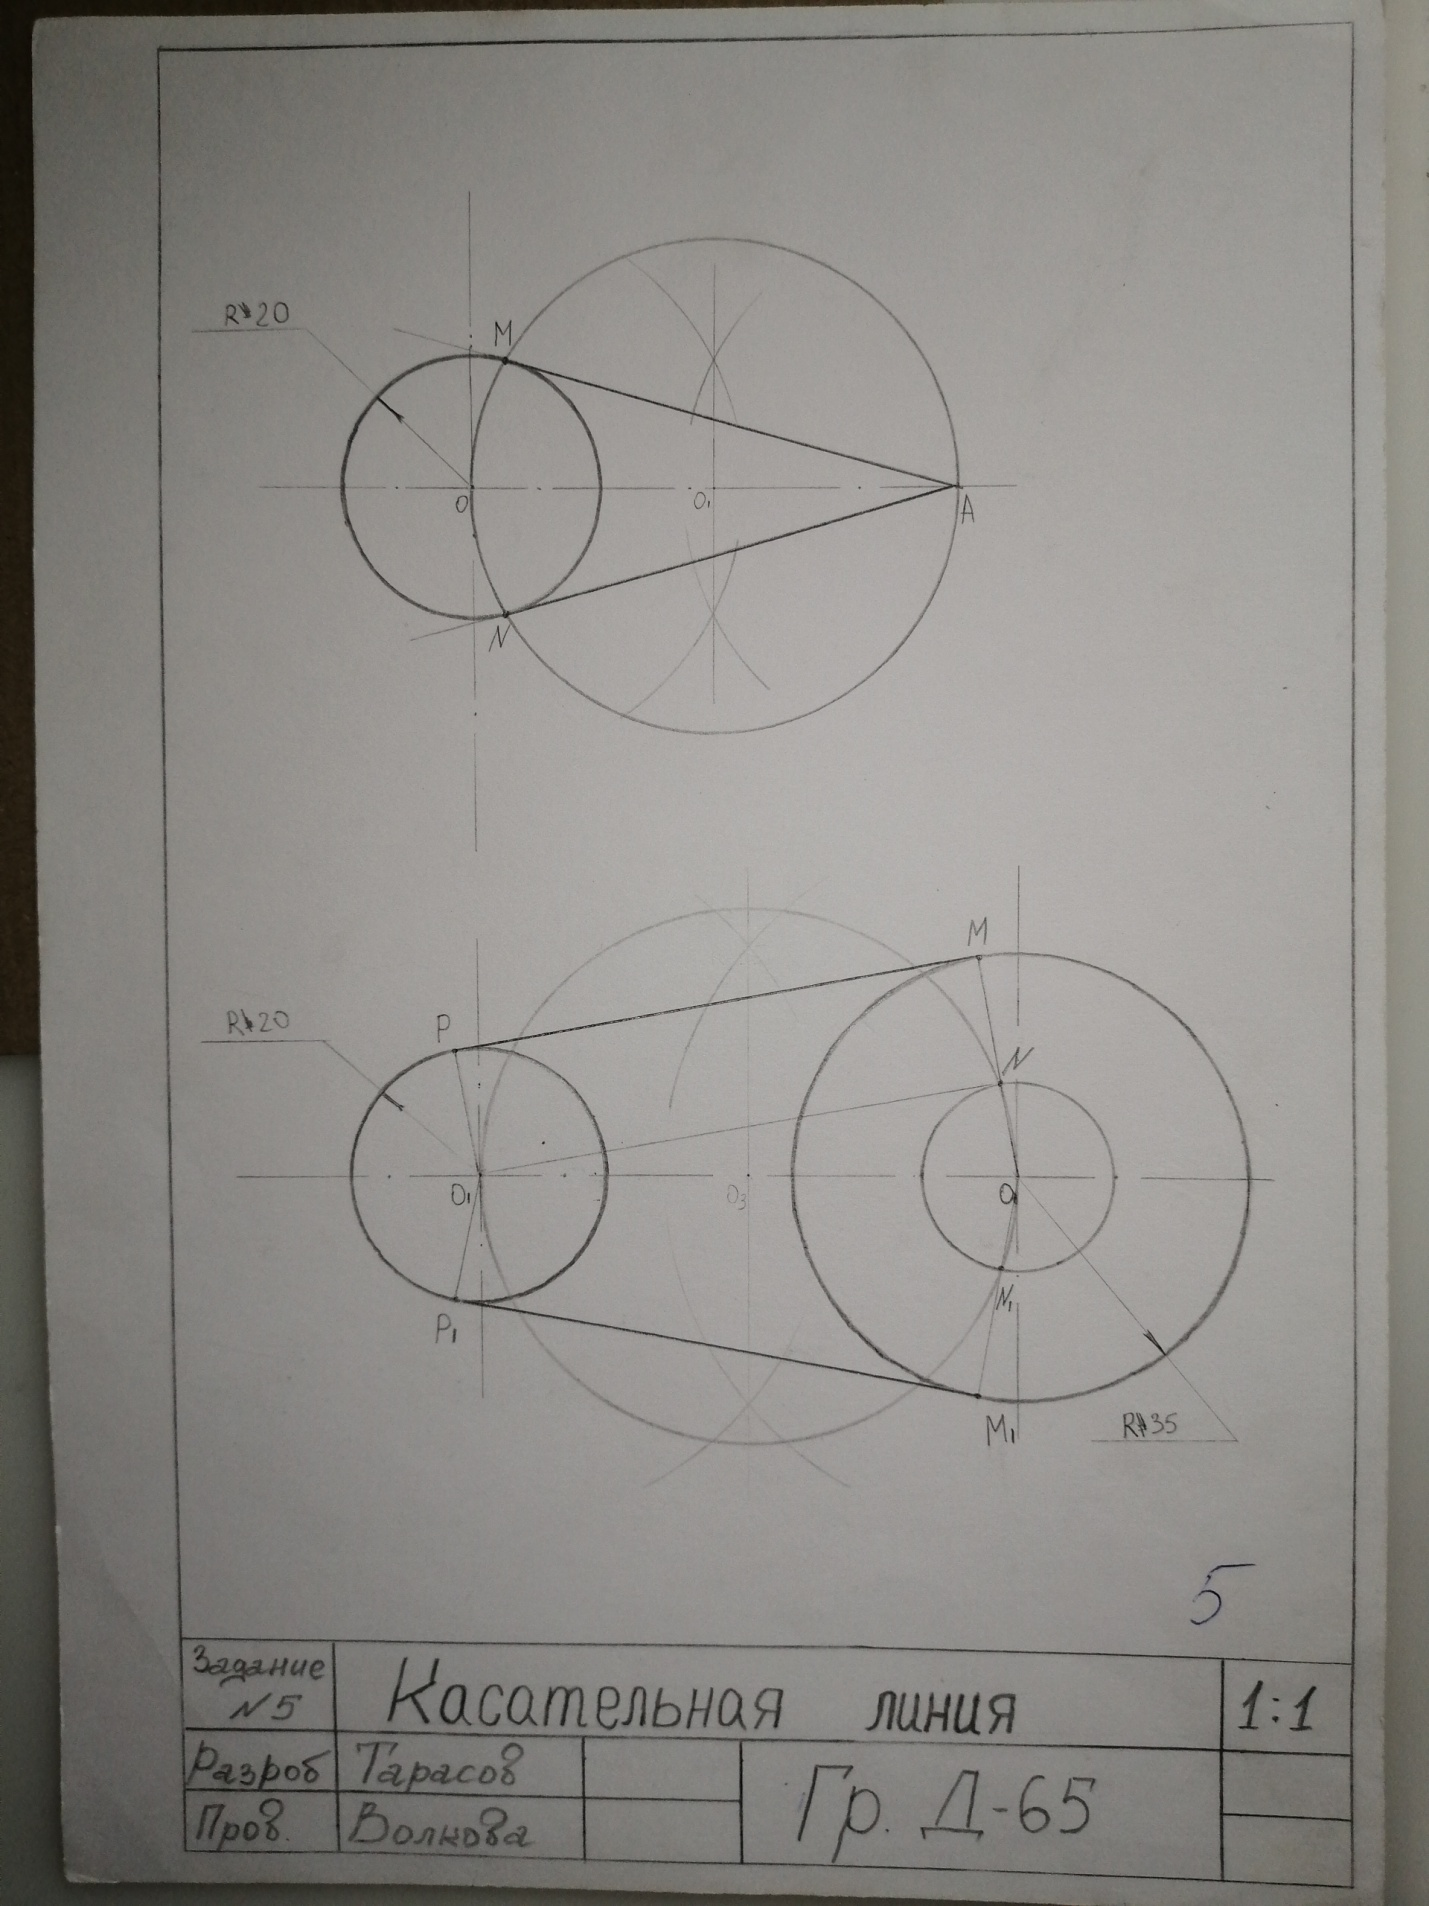 R20
M
O
O₁
A
N
M
R20
P
N
O₁
O₃
O
P₁
N₁
M₁
R35
5
Задание
№5
Касательная линия
1:1
Разроб
Тарасов
Гр. Д-65
Пров.
Волкова